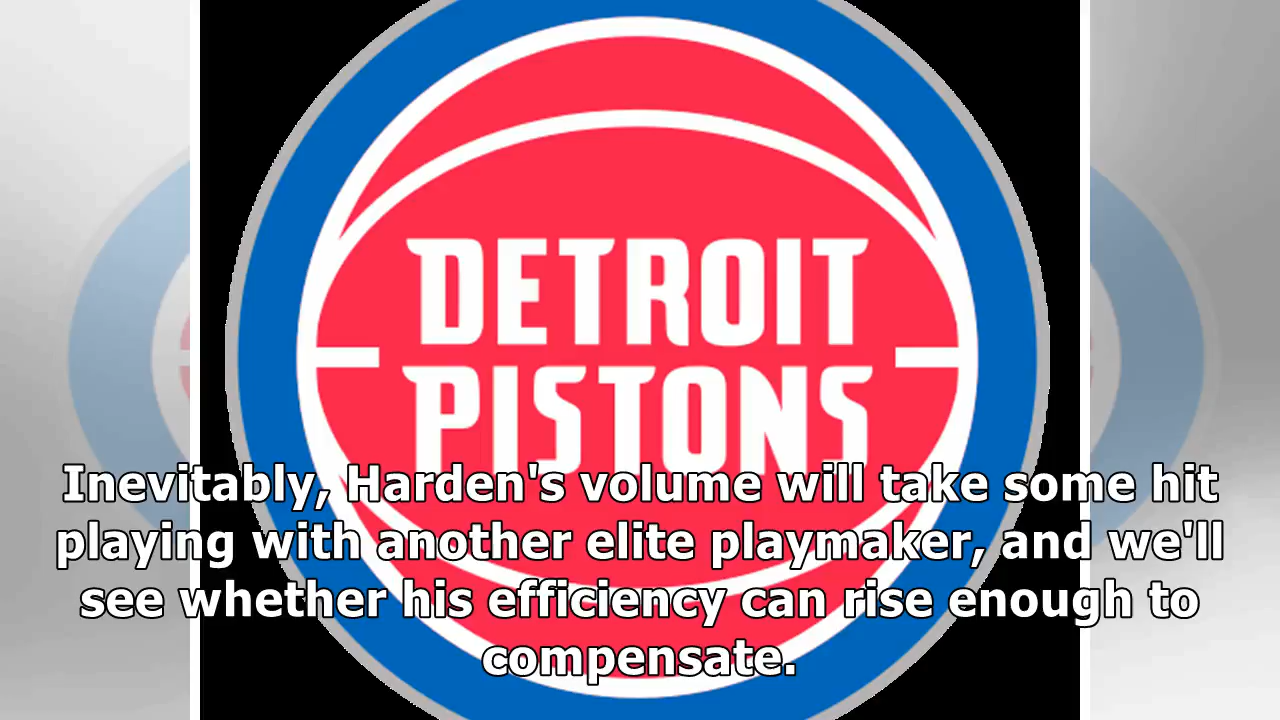 DETROIT
PISTONS
Inevitably, Harden's volume will take some hit
playing with another elite playmaker, and we'll
see whether his efficiency can rise enough to
compensate.